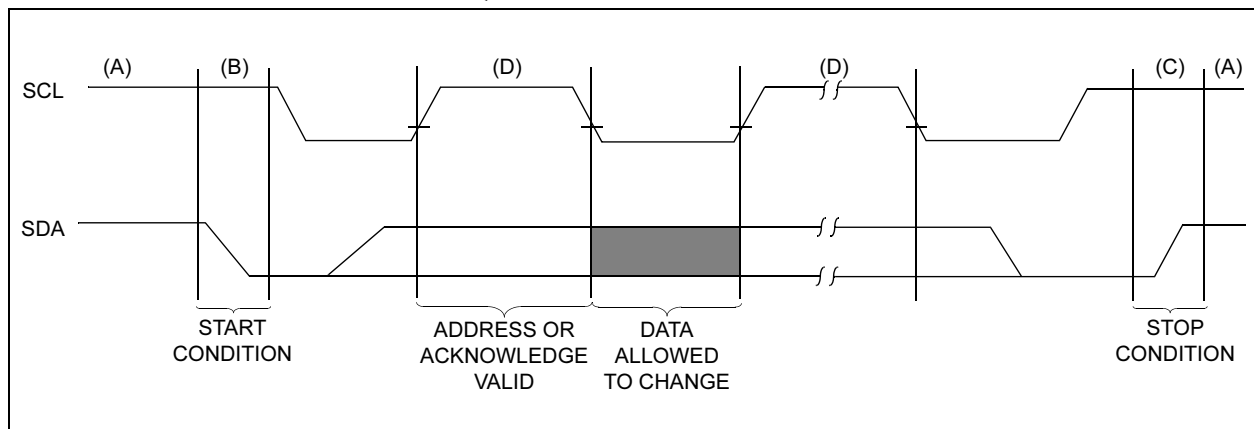 (A) (B) (D) (D) (C) (A)
SCL
SDA
START
CONDITION
ADDRESS OR
ACKNOWLEDGE
VALID
DATA
ALLOWED
TO CHANGE
STOP
CONDITION